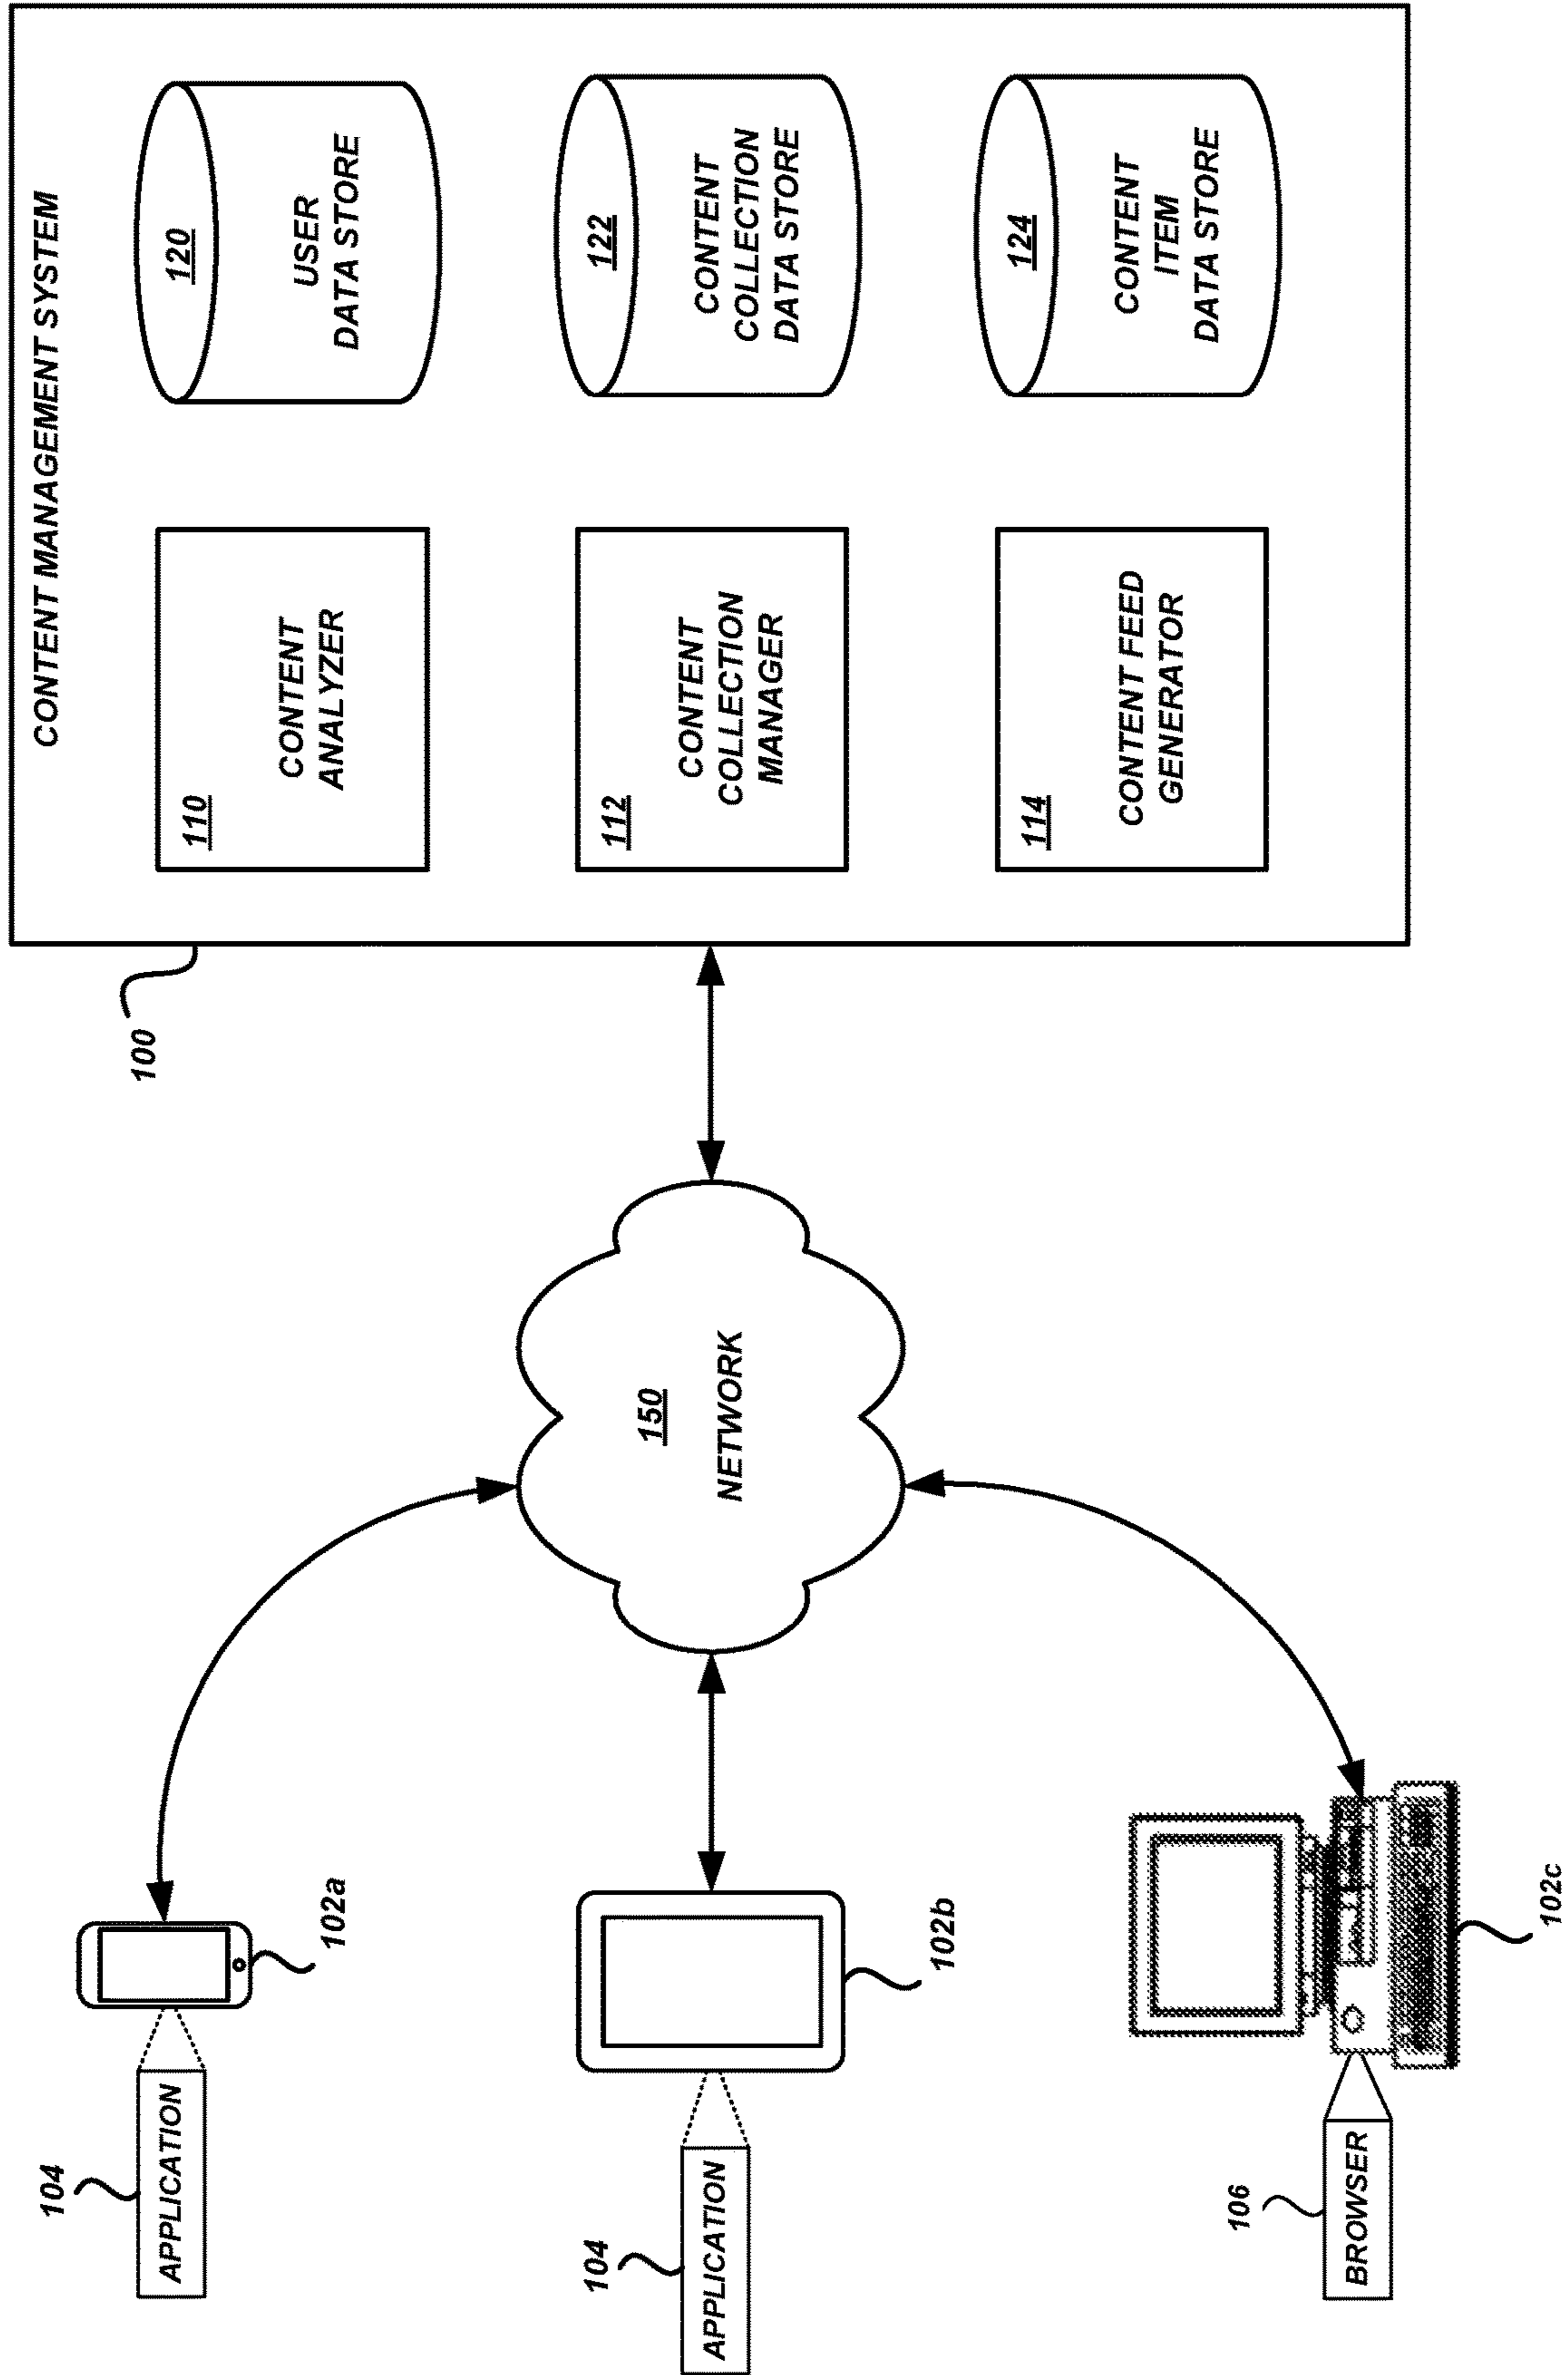 104
APPLICATION
102a
104
APPLICATION
102b
106
BROWSER
102c
150
NETWORK
100
CONTENT MANAGEMENT SYSTEM
110
CONTENT
ANALYZER
120
USER
DATA STORE
112
CONTENT
COLLECTION
MANAGER
122
CONTENT
COLLECTION
DATA STORE
114
CONTENT FEED
GENERATOR
124
CONTENT
ITEM
DATA STORE